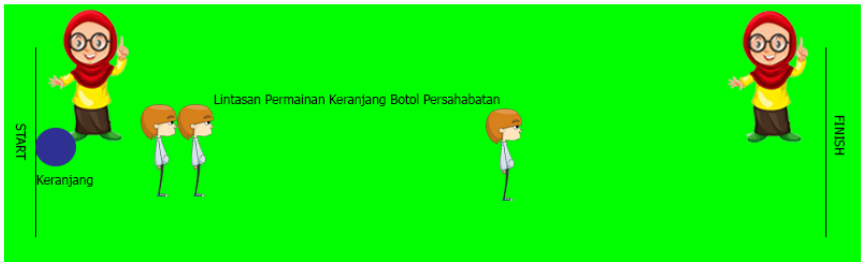 Lintasan Permainan Keranjang Botol Persahabatan
START
Keranjang
FINISH